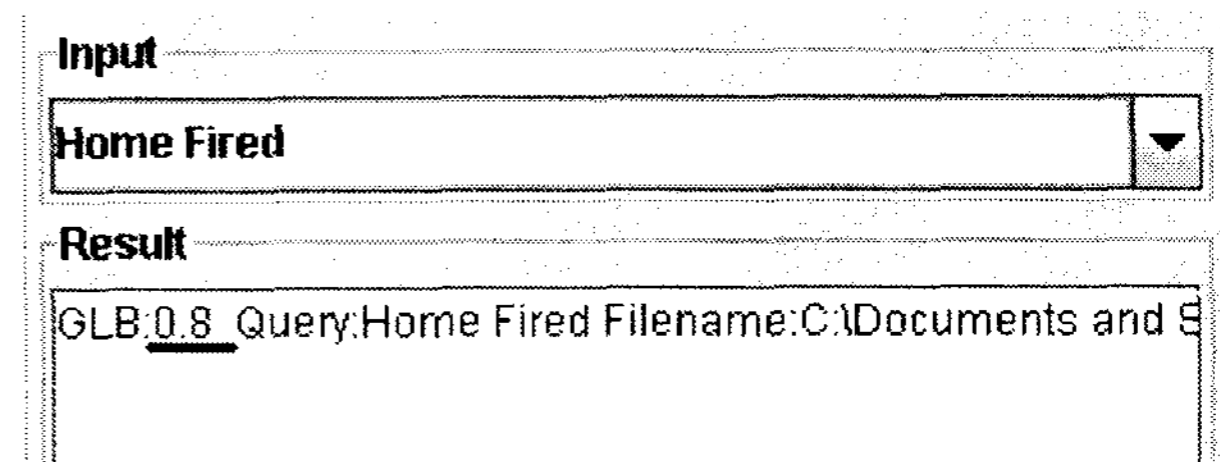 Input
Home Fired
Result
GLB:0.8 Query:Home Fired Filename:C:\Documents and S